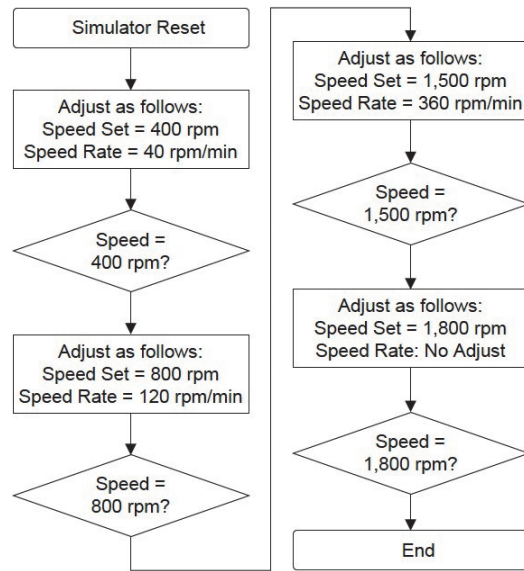 Simulator Reset
Adjust as follows:
Speed Set = 400 rpm
Speed Rate = 40 rpm/min
Speed =
400 rpm?
Adjust as follows:
Speed Set = 800 rpm
Speed Rate = 120 rpm/min
Speed =
800 rpm?
Adjust as follows:
Speed Set = 1,500 rpm
Speed Rate = 360 rpm/min
Speed =
1,500 rpm?
Adjust as follows:
Speed Set = 1,800 rpm
Speed Rate: No Adjust
Speed =
1,800 rpm?
End